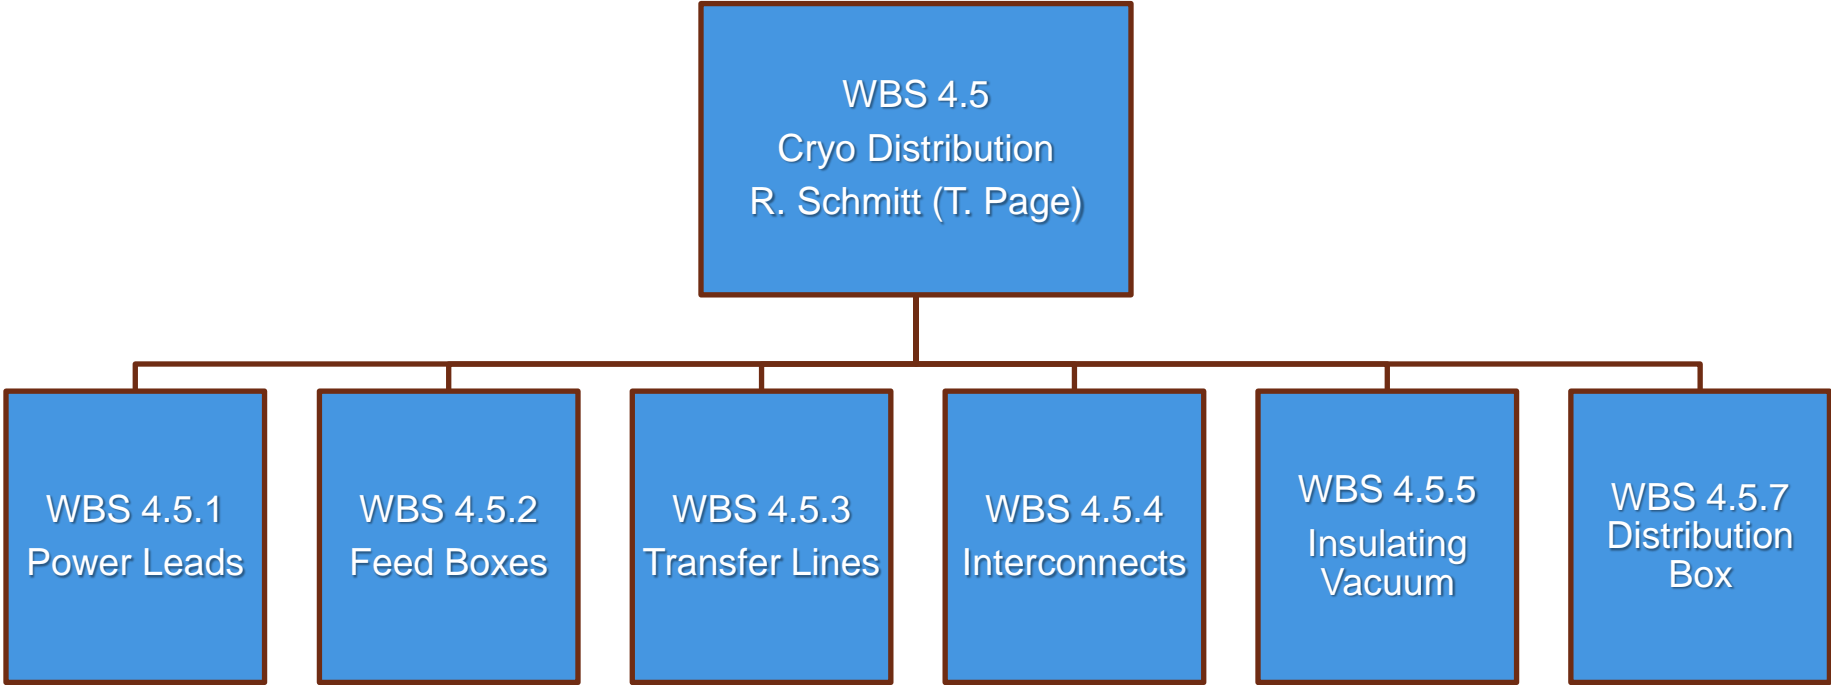 WBS 4.5
Cryo Distribution
R. Schmitt (T. Page)
WBS 4.5.1
Power Leads
WBS 4.5.2
Feed Boxes
WBS 4.5.3
Transfer Lines
WBS 4.5.4
Interconnects
WBS 4.5.5
Insulating
Vacuum
WBS 4.5.7
Distribution
Box